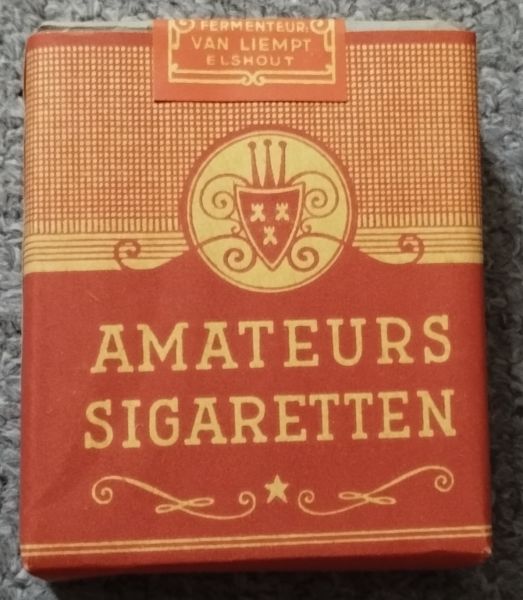 FERMENTEUR:
VAN LIEMPT
ELSHOUT
AMATEURS
SIGARETTEN